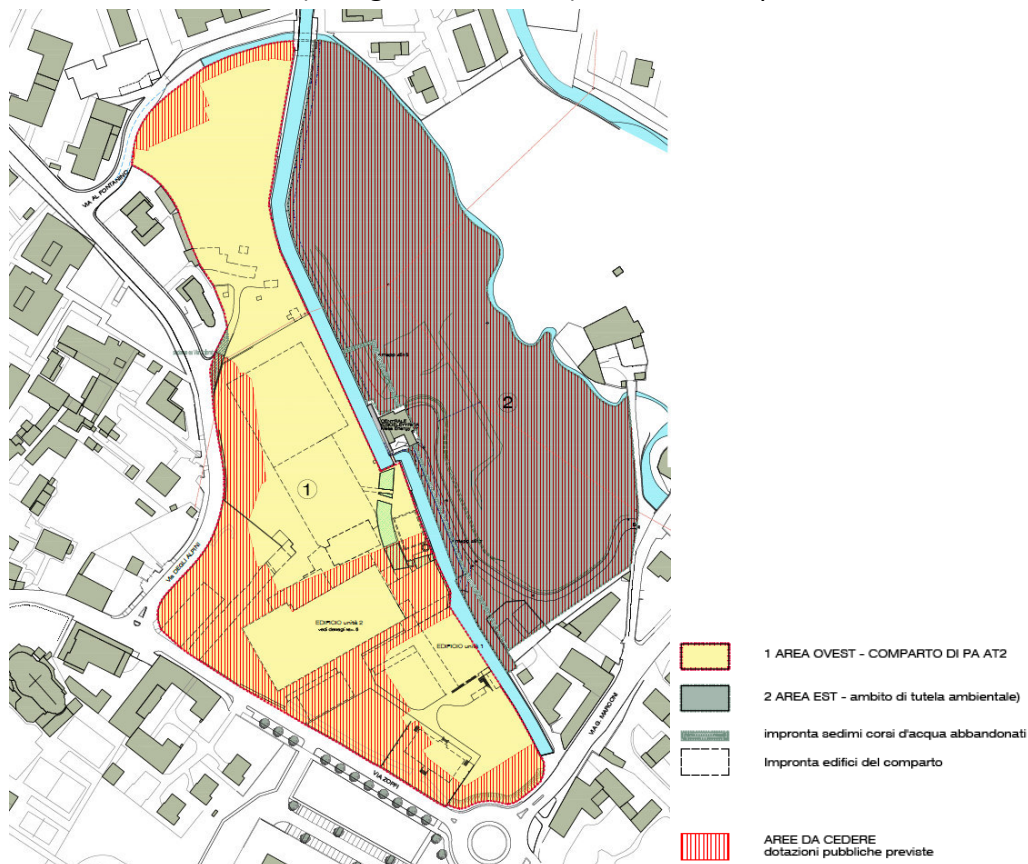 VIA AL FONTANINO
2
1
VIA DEGLI ALPINI
EDIFICIO unità 2
EDIFICIO unità 1
VIA G. MARCONI
VIA ZOPFI
1 AREA OVEST - COMPARTO DI PA AT2
2 AREA EST - ambito di tutela ambientale)
impronta sedimi corsi d'acqua abbandonati
Impronta edifici del comparto
AREE DA CEDERE
dotazioni pubbliche previste